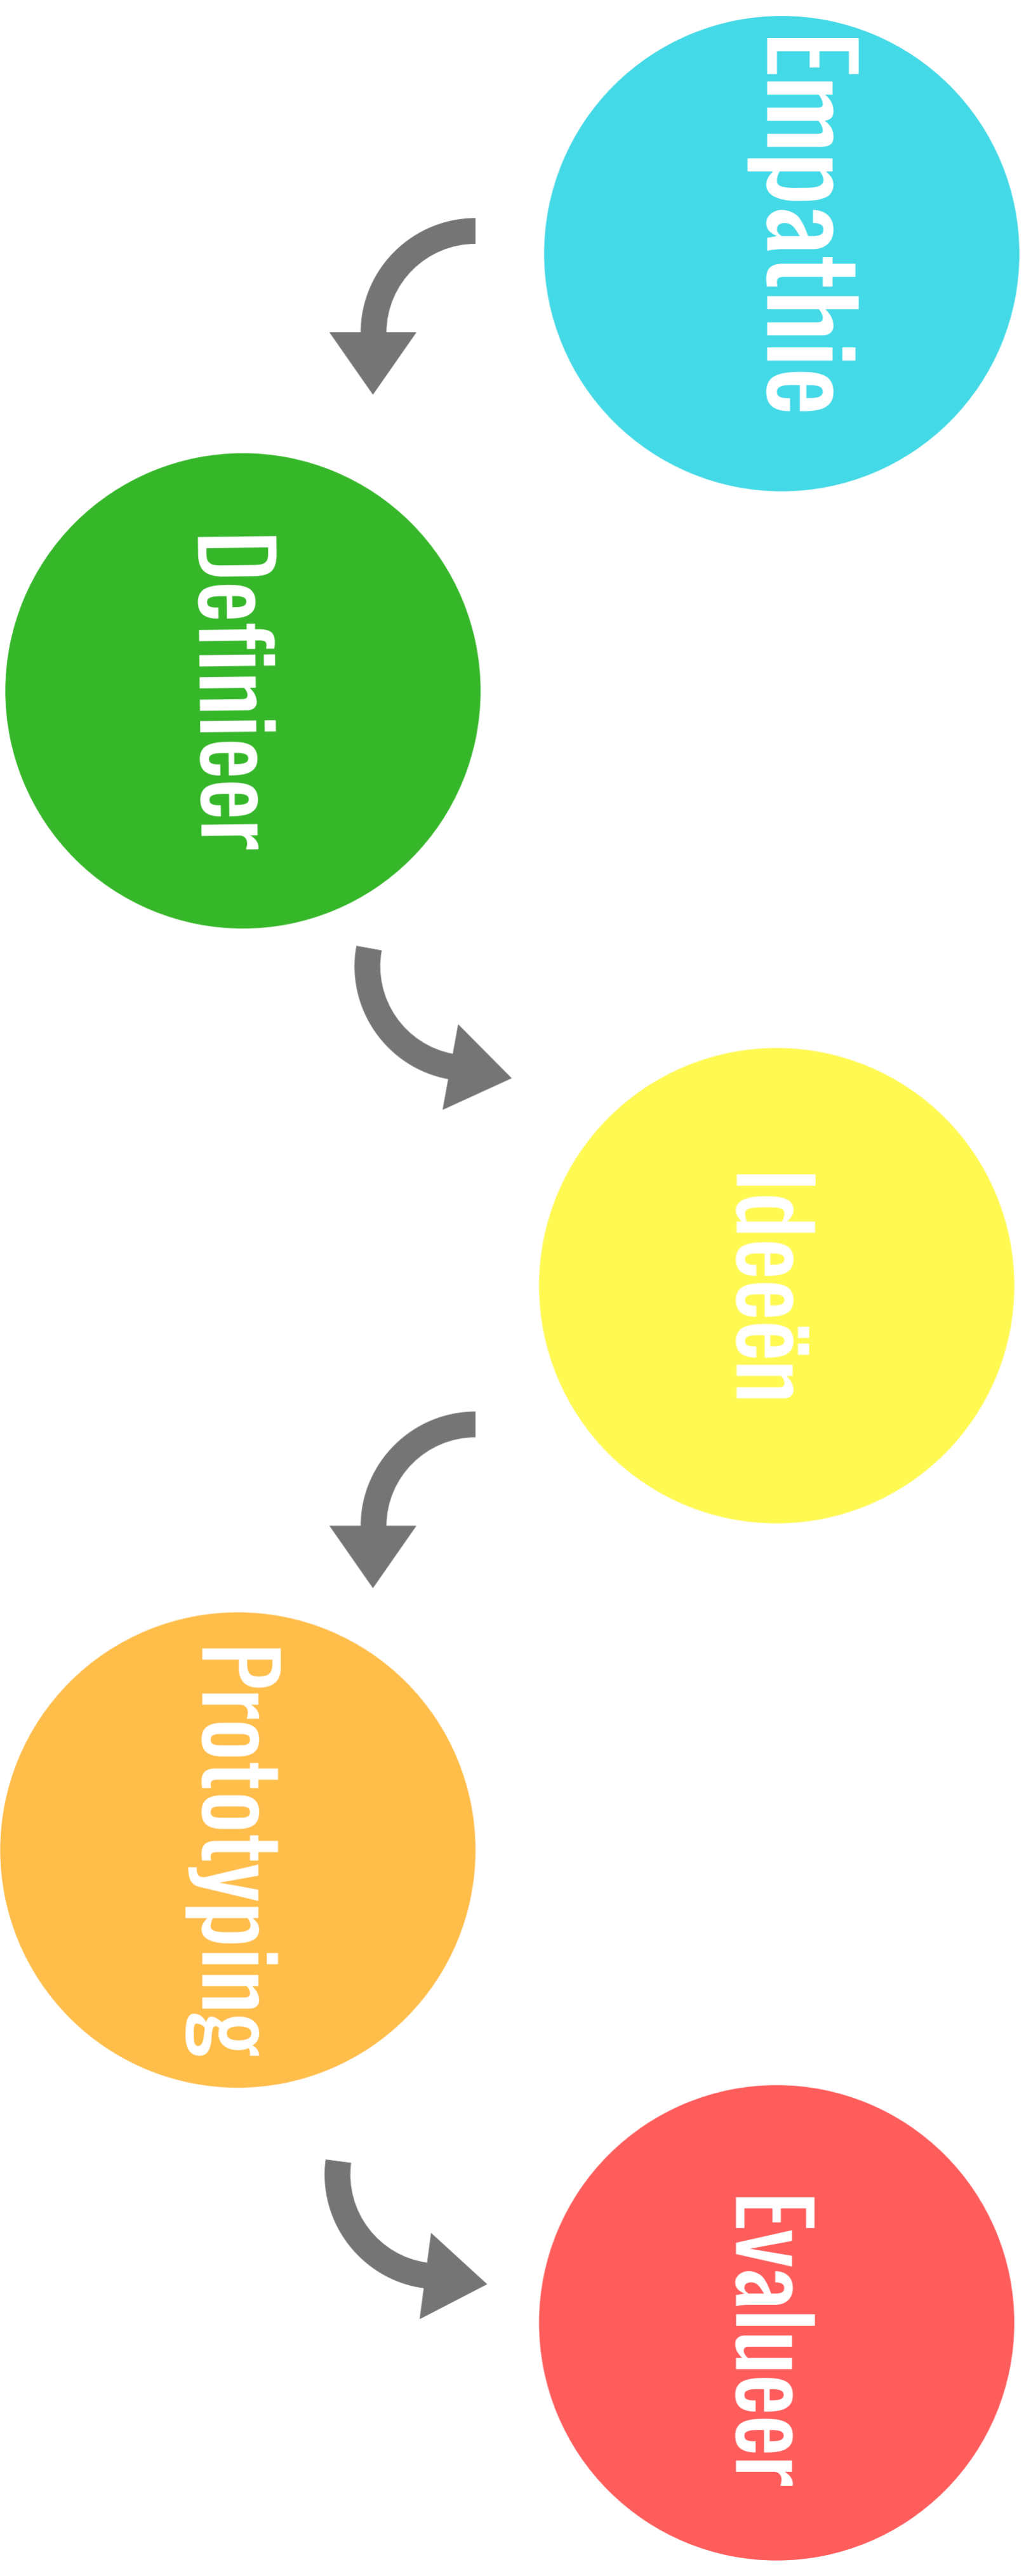 Empathie
Definieer
Ideeën
Prototyping
Evalueer